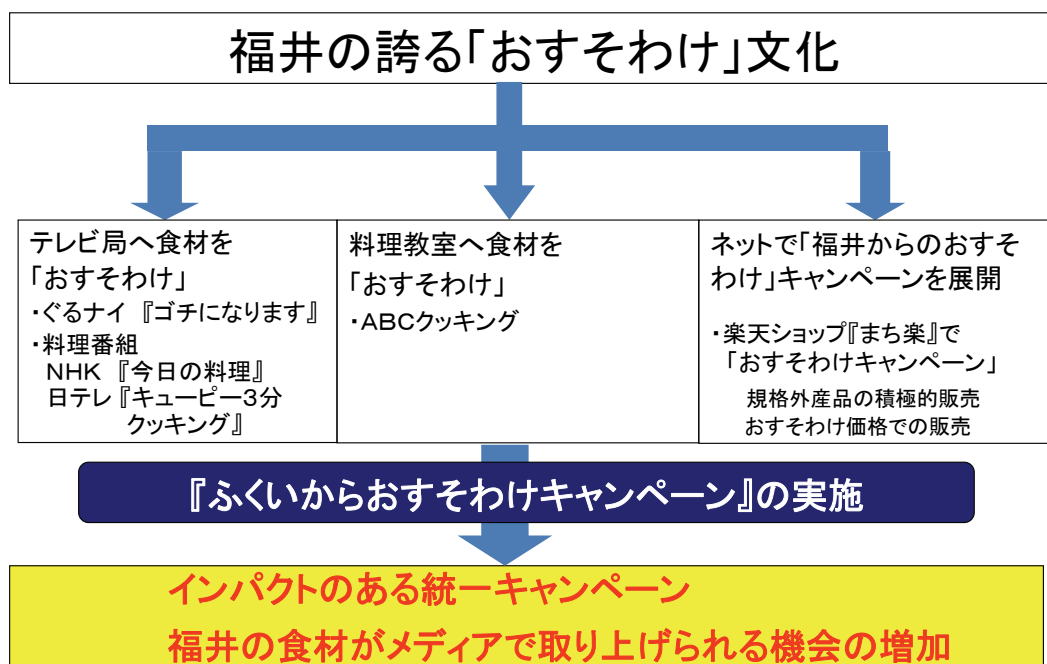 福井の誇る「おすそわけ」文化
テレビ局へ食材を
「おすそわけ」
・ぐるナイ 『ゴチになります』
・料理番組
NHK 『今日の料理』
日テレ『キューピー3分
クッキング』
料理教室へ食材を
「おすそわけ」
・ABCクッキング
ネットで「福井からのおすそ
わけ」キャンペーンを展開
・楽天ショップ『まち楽』で
「おすそわけキャンペーン」
規格外産品の積極的販売
おすそわけ価格での販売
『ふくいからおすそわけキャンペーン』の実施
インパクトのある統一キャンペーン
福井の食材がメディアで取り上げられる機会の増加